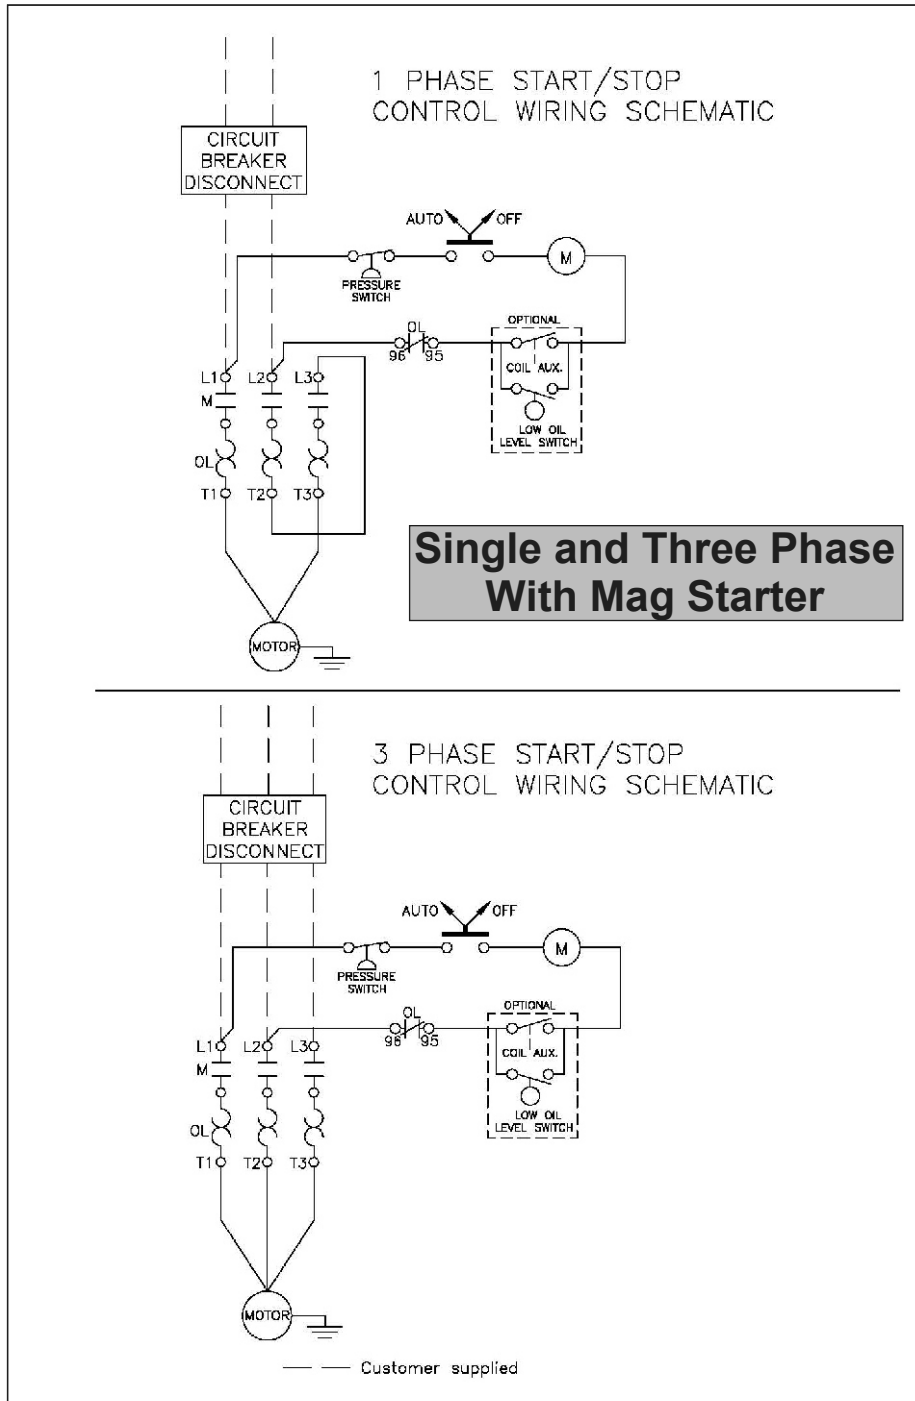 1 PHASE START/STOP
CONTROL WIRING SCHEMATIC
CIRCUIT
BREAKER
DISCONNECT
AUTO
OFF
M
PRESSURE
SWITCH
OPTIONAL
OL
96
95
COIL AUX.
LOW OIL
LEVEL SWITCH
L1
L2
L3
M
OL
T1
T2
T3
Single and Three Phase
With Mag Starter
MOTOR
3 PHASE START/STOP
CONTROL WIRING SCHEMATIC
CIRCUIT
BREAKER
DISCONNECT
AUTO
OFF
M
PRESSURE
SWITCH
OPTIONAL
OL
96
95
COIL AUX.
LOW OIL
LEVEL SWITCH
L1
L2
L3
M
OL
T1
T2
T3
MOTOR
Customer supplied